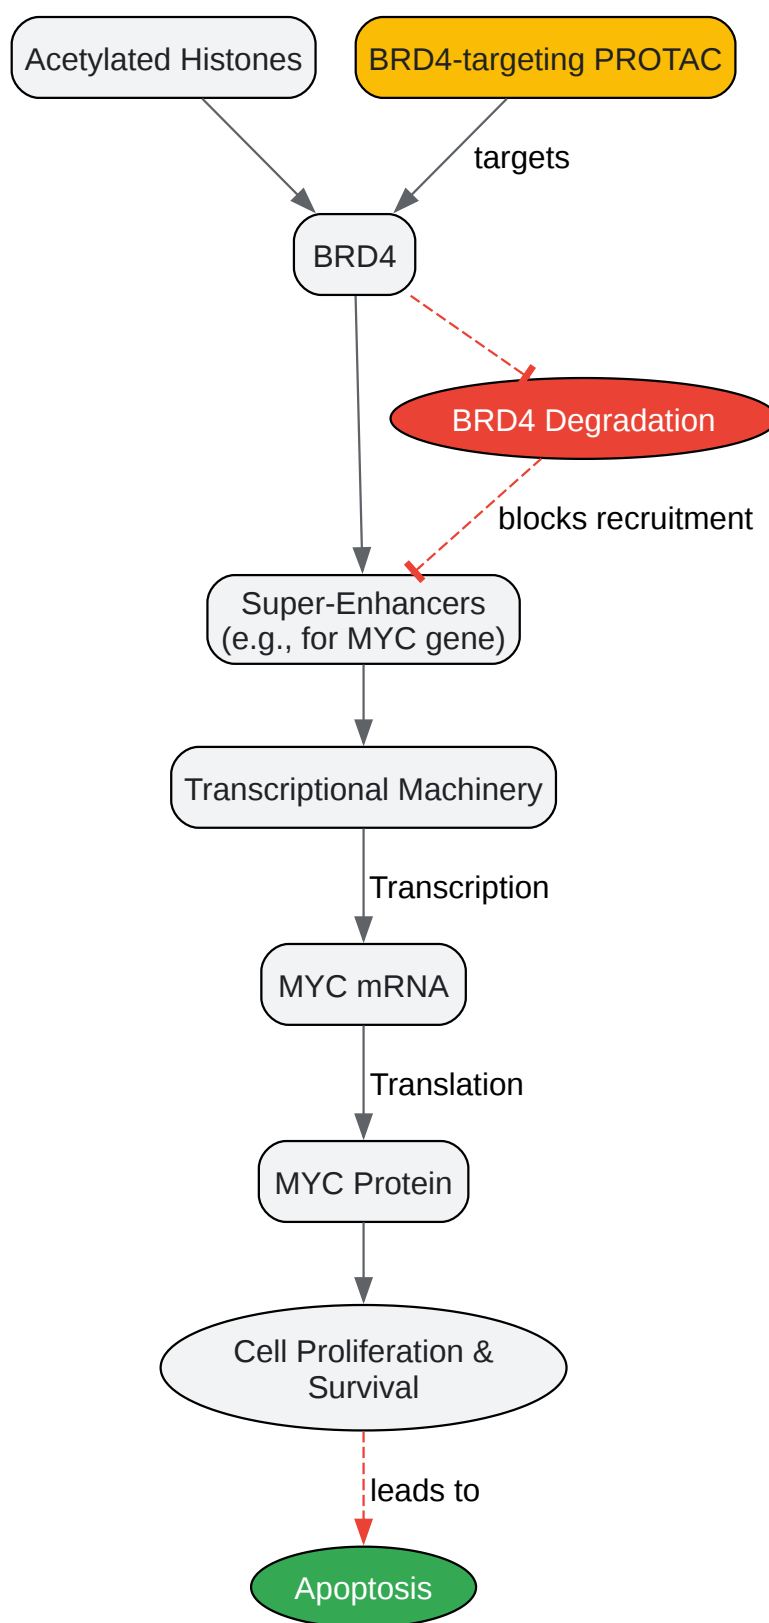 Acetylated Histones
BRD4-targeting PROTAC
targets
BRD4
BRD4 Degradation
blocks recruitment
Super-Enhancers
(e.g., for MYC gene)
Transcriptional Machinery
Transcription
MYC mRNA
Translation
MYC Protein
Cell Proliferation &
Survival
leads to
Apoptosis